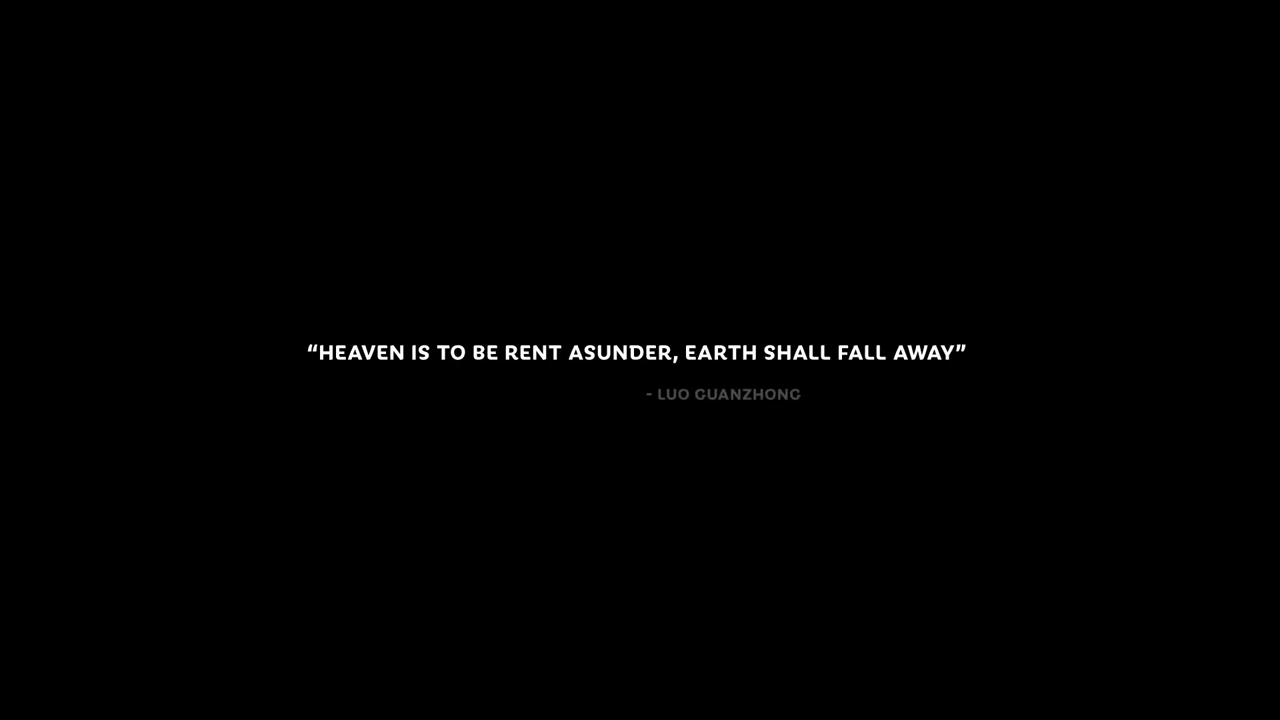 “HEAVEN IS TO BE RENT ASUNDER, EARTH SHALL FALL AWAY”
- LUO GUANZHONG